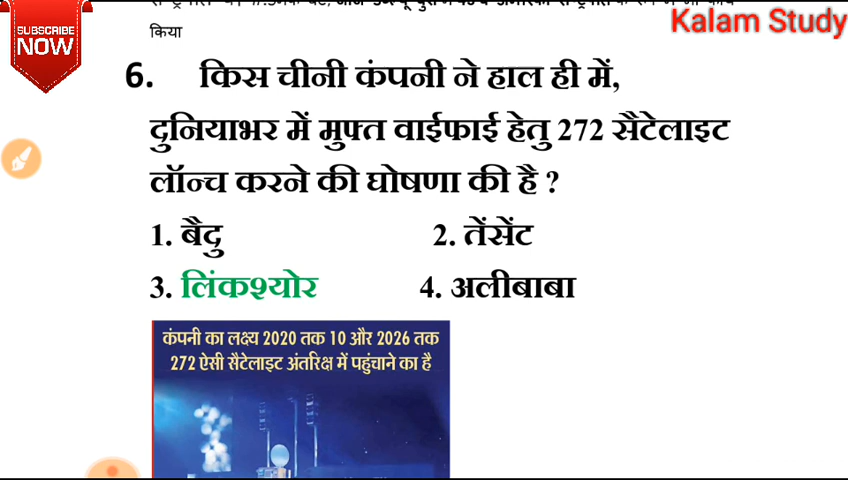 Kalam Study
SUBSCRIBE
NOW
किया
6. किस चीनी कंपनी ने हाल ही में,
दुनियाभर में मुफ्त वाईफाई हेतु 272 सैटेलाइट
लॉन्च करने की घोषणा की है ?
1. बैदु 2. तेंसेंट
3. लिंकश्योर 4. अलीबाबा
कंपनी का लक्ष्य 2020 तक 10 और 2026 तक
272 ऐसी सैटेलाइट अंतरिक्ष में पहुंचाने का है